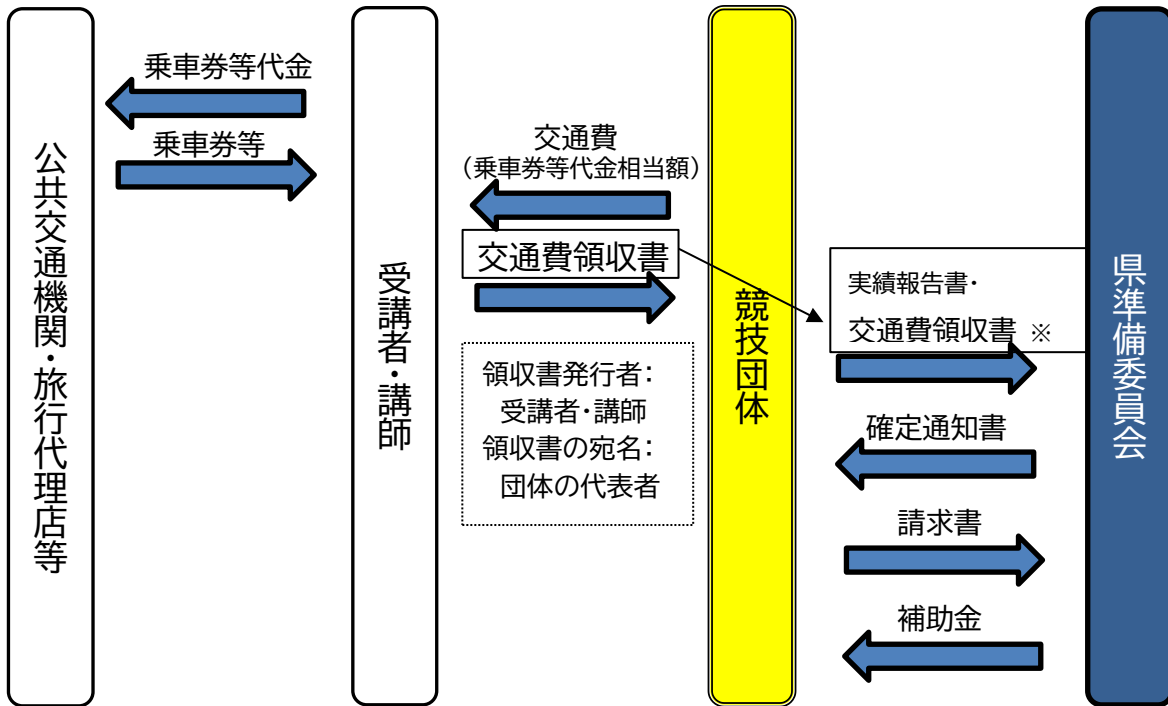 公共交通機関・旅行代理店等
乗車券等代金
乗車券等
受講者・講師
交通費
（乗車券等代金相当額）
交通費領収書
領収書発行者：
受講者・講師
領収書の宛名：
団体の代表者
競技団体
実績報告書・
交通費領収書 ※
確定通知書
請求書
補助金
県準備委員会